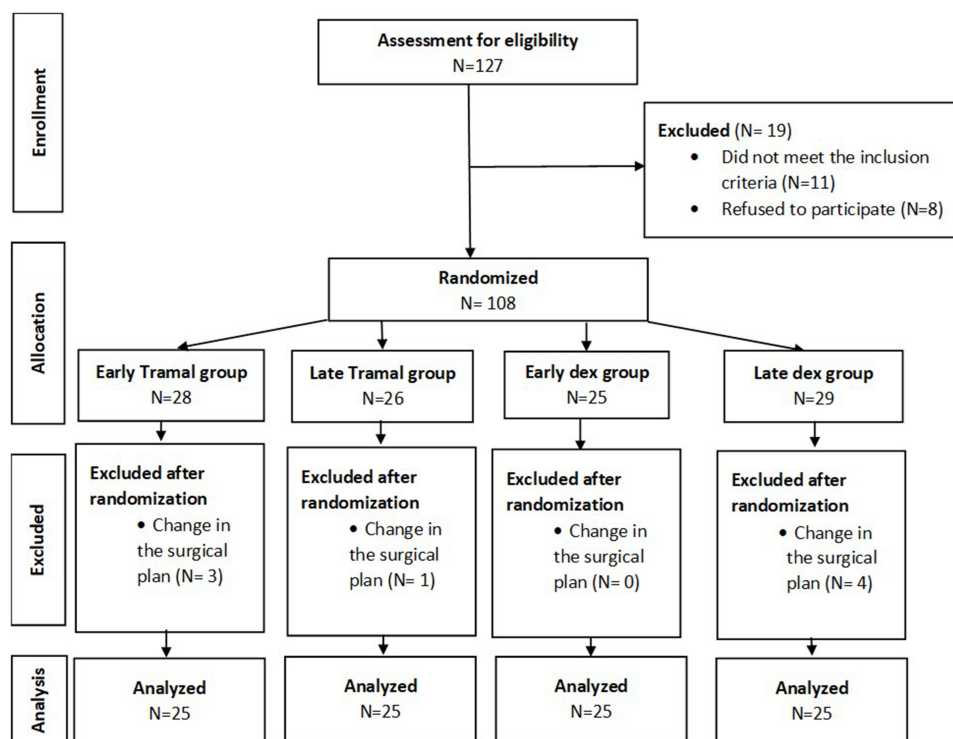 Enrollment
Assessment for eligibility
N=127
Excluded (N= 19)
• Did not meet the inclusion
criteria (N=11)
• Refused to participate (N=8)
Allocation
Randomized
N= 108
Early Tramal group
N=28
Late Tramal group
N=26
Early dex group
N=25
Late dex group
N=29
Excluded
Excluded after
randomization
• Change in
the surgical
plan (N= 3)
Excluded after
randomization
• Change in
the surgical
plan (N= 1)
Excluded after
randomization
• Change in
the surgical
plan (N= 0)
Excluded after
randomization
• Change in
the surgical
plan (N= 4)
Analysis
Analyzed
N=25
Analyzed
N=25
Analyzed
N=25
Analyzed
N=25